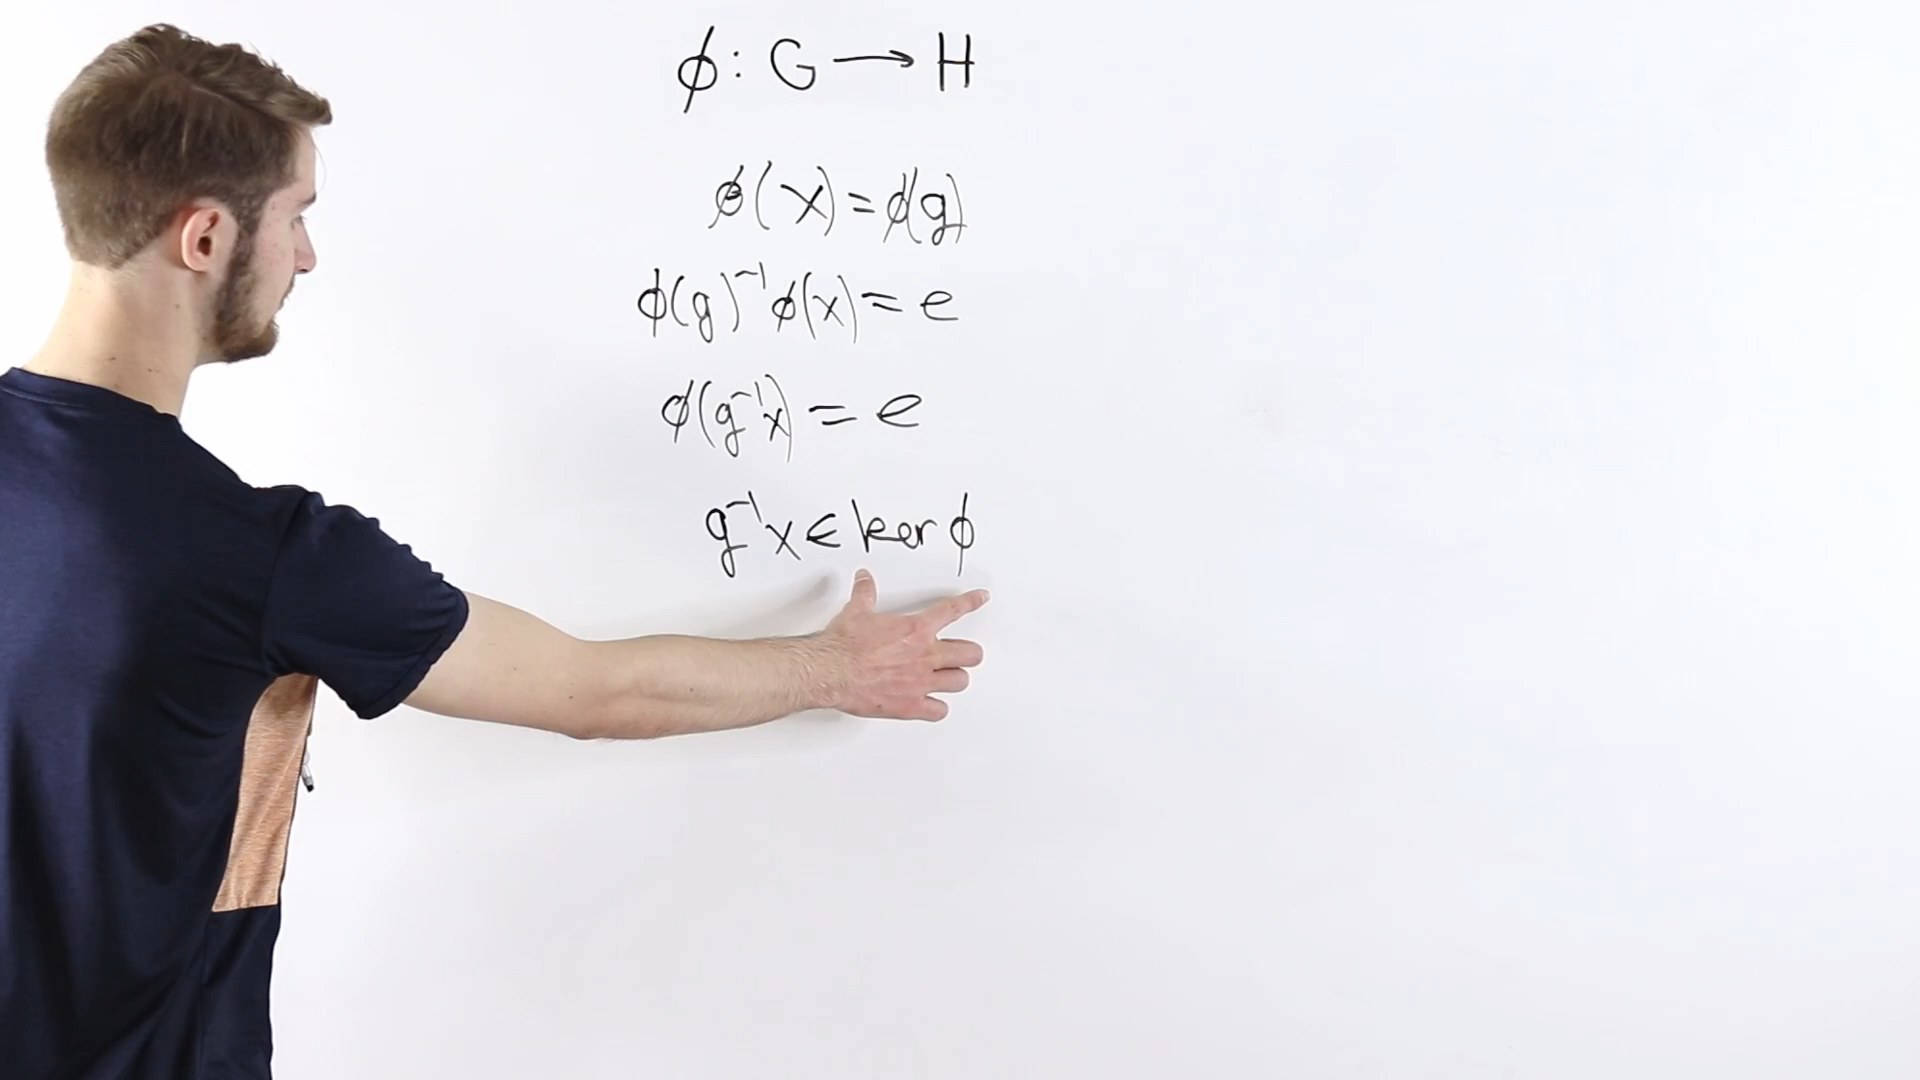 ϕ: G ⟶ H
ϕ(x) = ϕ(g)
ϕ(g)⁻¹ϕ(x) = e
ϕ(g⁻¹x) = e
g⁻¹x ∈ ker ϕ